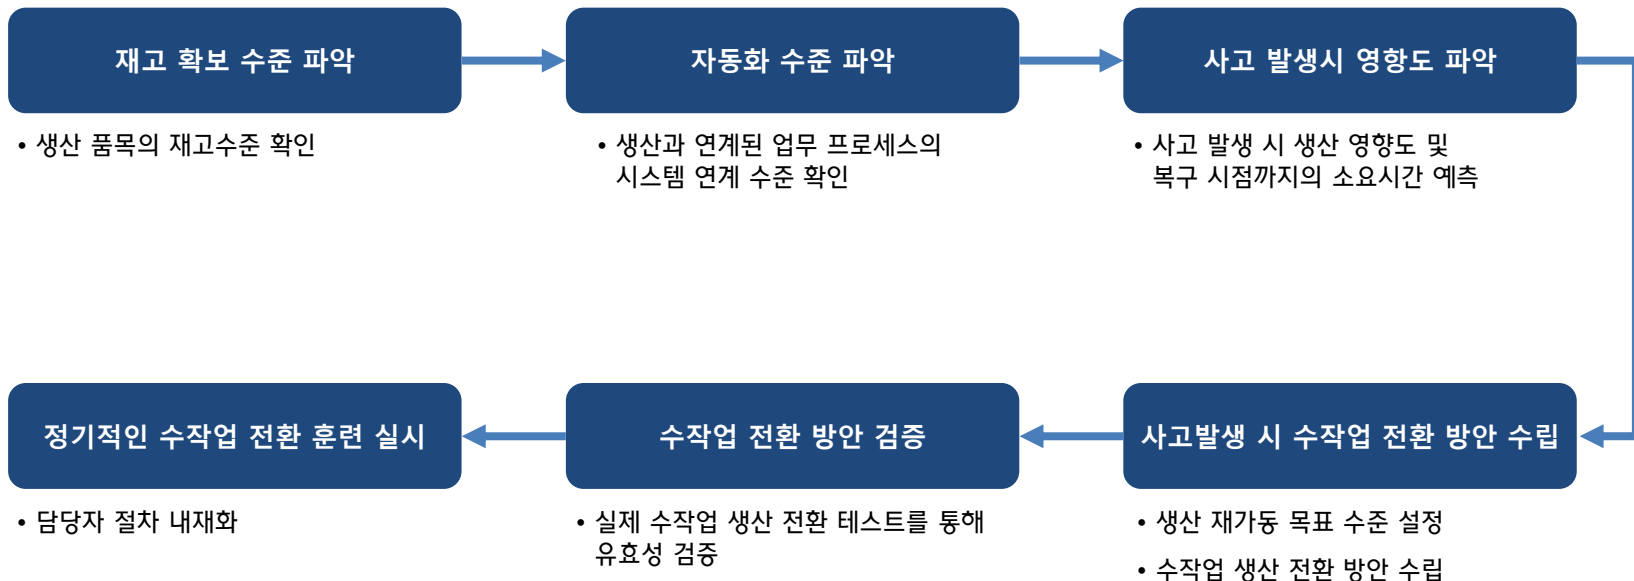 재고 확보 수준 파악
자동화 수준 파악
사고 발생시 영향도 파악
• 생산 품목의 재고수준 확인
• 생산과 연계된 업무 프로세스의
시스템 연계 수준 확인
• 사고 발생 시 생산 영향도 및
복구 시점까지의 소요시간 예측
사고발생 시 수작업 전환 방안 수립
수작업 전환 방안 검증
정기적인 수작업 전환 훈련 실시
• 생산 재가동 목표 수준 설정
• 수작업 생산 전환 방안 수립
• 실제 수작업 생산 전환 테스트를 통해
유효성 검증
• 담당자 절차 내재화